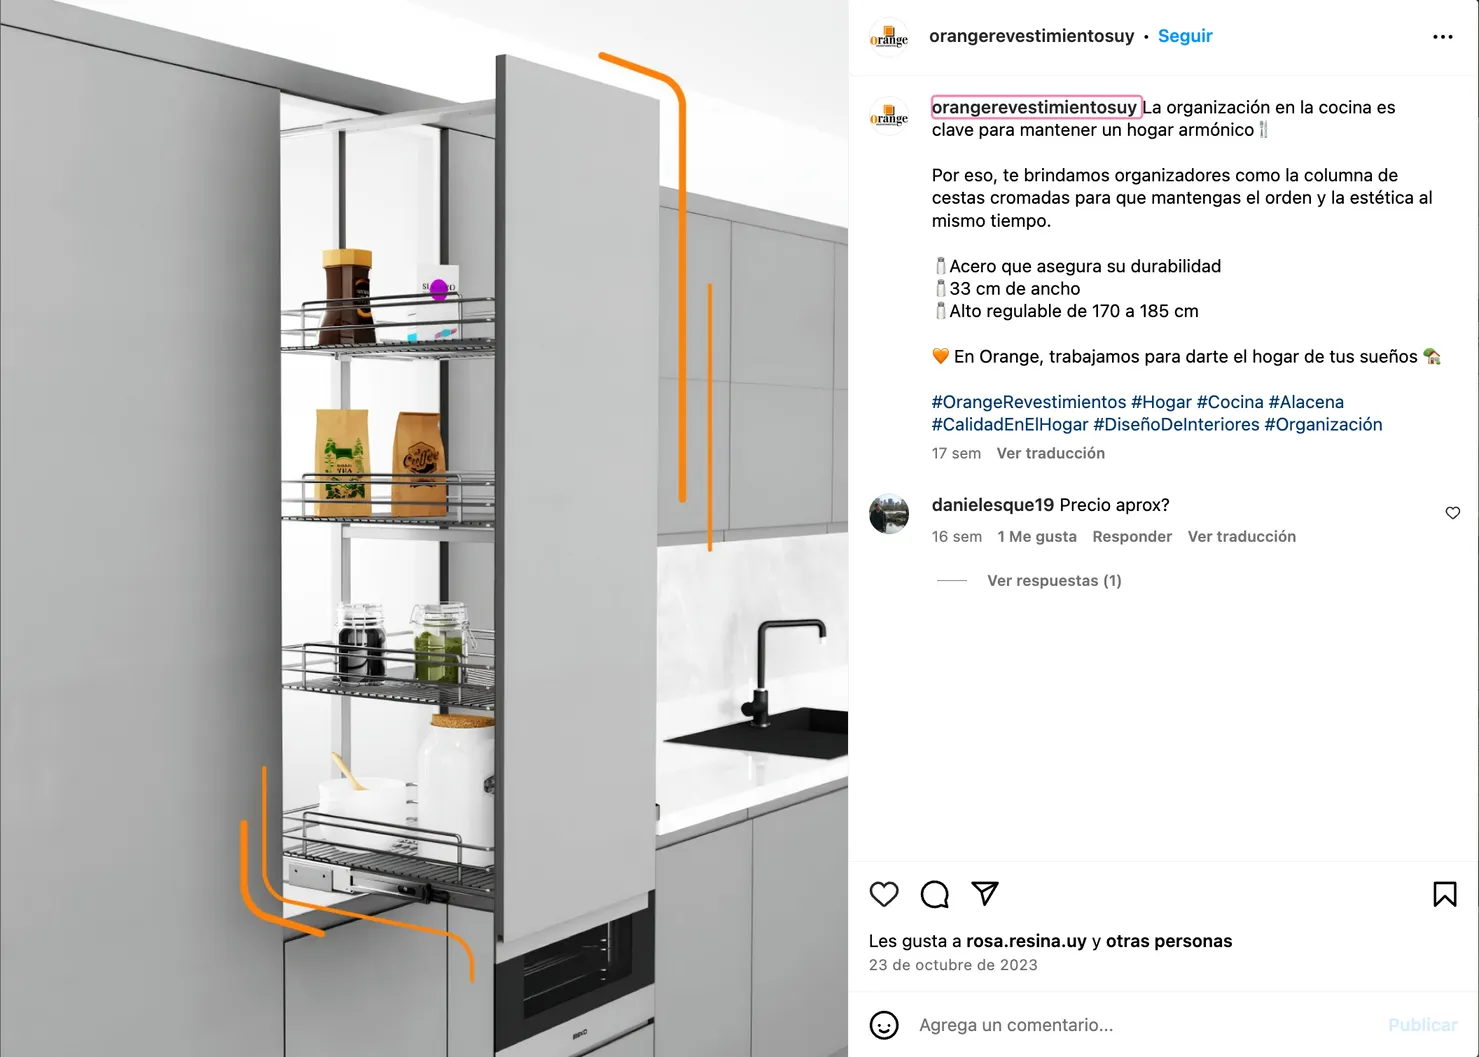 orange
orangerevestimientosuy • Seguir
orange
orangerevestimientosuy La organización en la cocina es
clave para mantener un hogar armónico🍴
Por eso, te brindamos organizadores como la columna de
cestas cromadas para que mantengas el orden y la estética al
mismo tiempo.
🧂Acero que asegura su durabilidad
🧂33 cm de ancho
🧂Alto regulable de 170 a 185 cm
🧡 En Orange, trabajamos para darte el hogar de tus sueños 🏡
#OrangeRevestimientos #Hogar #Cocina #Alacena
#CalidadEnElHogar #DiseñoDeInteriores #Organización
17 sem Ver traducción
danielesque19 Precio aprox?
16 sem 1 Me gusta Responder Ver traducción
Ver respuestas (1)
Les gusta a rosa.resina.uy y otras personas
23 de octubre de 2023
Agrega un comentario...
Publicar
Coffee
BEKO